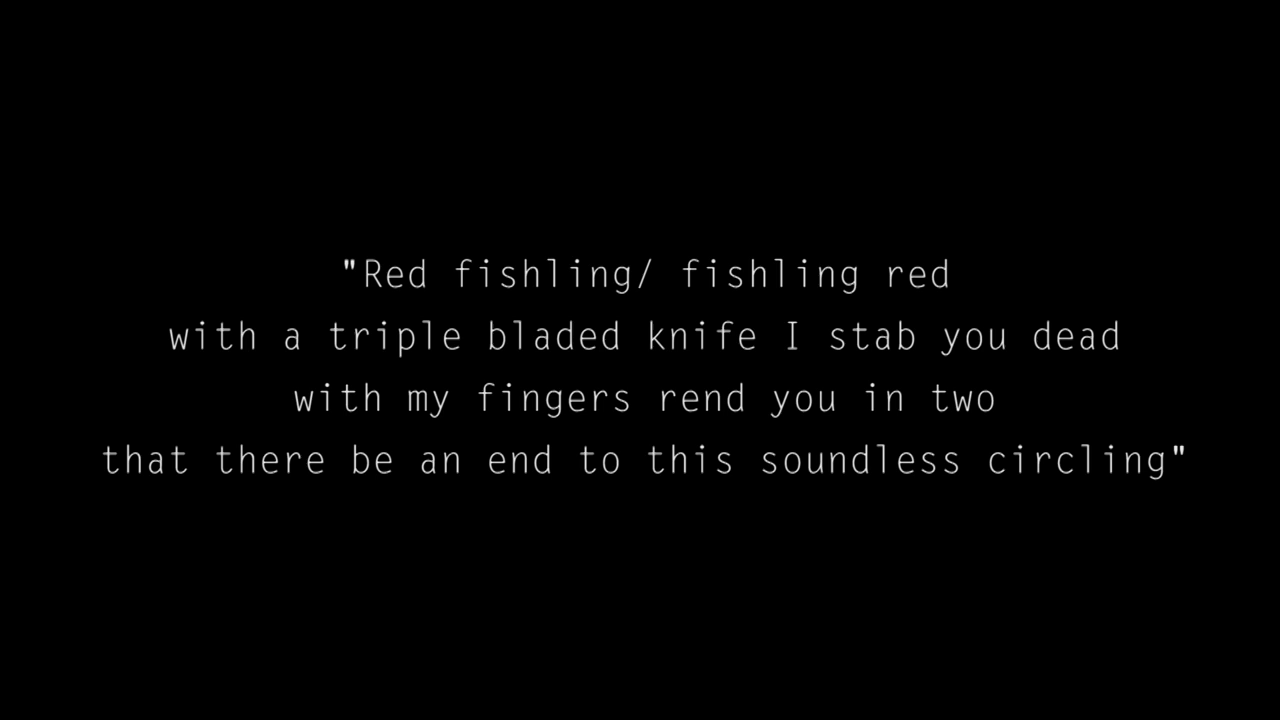 "Red fishling/ fishling red
with a triple bladed knife I stab you dead
with my fingers rend you in two
that there be an end to this soundless circling"